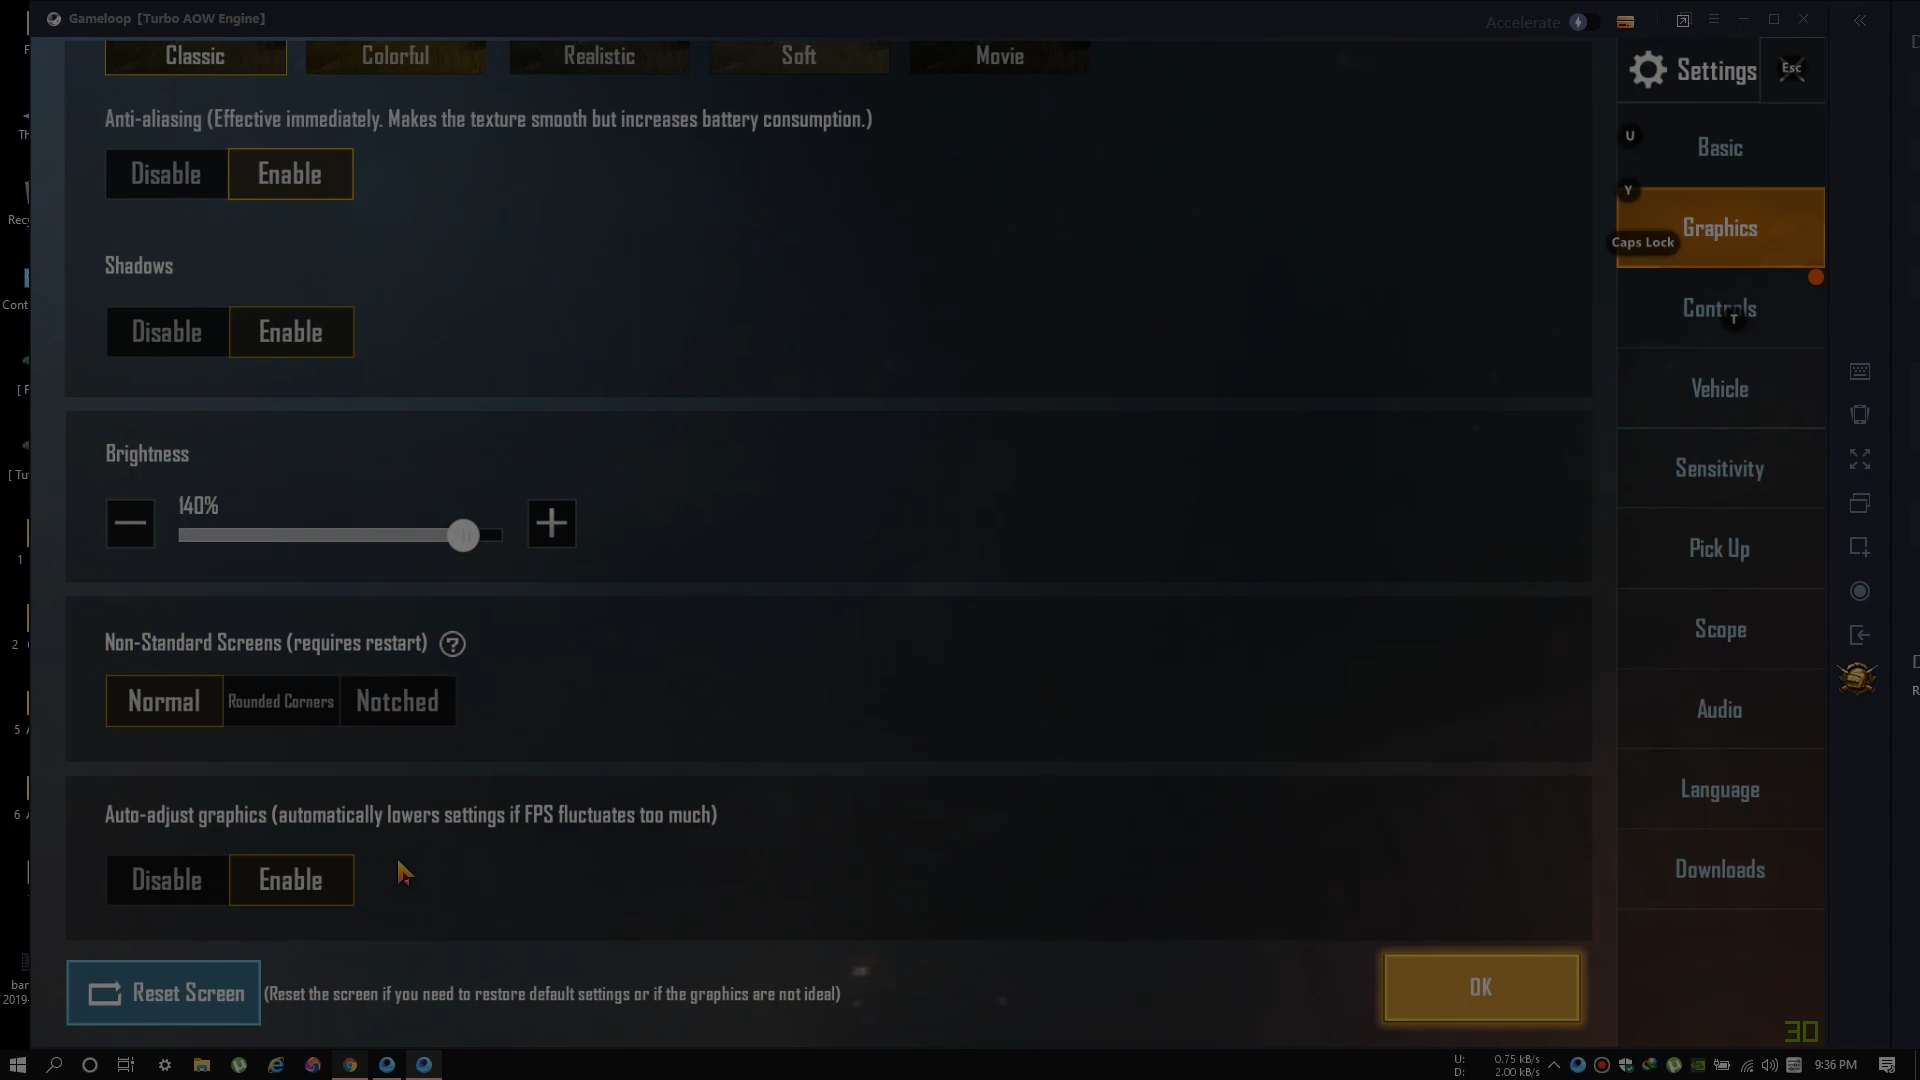 Gameloop [Turbo AOW Engine]
Accelerate
Classic
Colorful
Realistic
Soft
Movie
Settings
Esc
Anti-aliasing (Effective immediately. Makes the texture smooth but increases battery consumption.)
Disable
Enable
U
Basic
Y
Graphics
Caps Lock
Shadows
Disable
Enable
Controls
T
Vehicle
Brightness
140%
Sensitivity
Pick Up
Non-Standard Screens (requires restart) ?
Normal
Rounded Corners
Notched
Scope
Audio
Auto-adjust graphics (automatically lowers settings if FPS fluctuates too much)
Disable
Enable
Language
Downloads
Reset Screen
(Reset the screen if you need to restore default settings or if the graphics are not ideal)
OK
30
U: 0.75 kB/s
D: 2.00 kB/s
9:36 PM